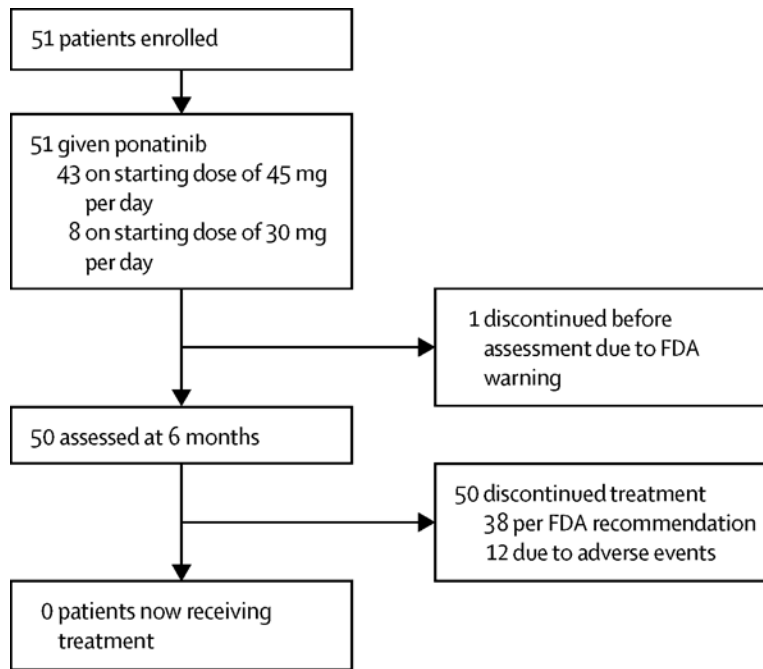 51 patients enrolled
51 given ponatinib
43 on starting dose of 45 mg
per day
8 on starting dose of 30 mg
per day
1 discontinued before
assessment due to FDA
warning
50 assessed at 6 months
50 discontinued treatment
38 per FDA recommendation
12 due to adverse events
0 patients now receiving
treatment